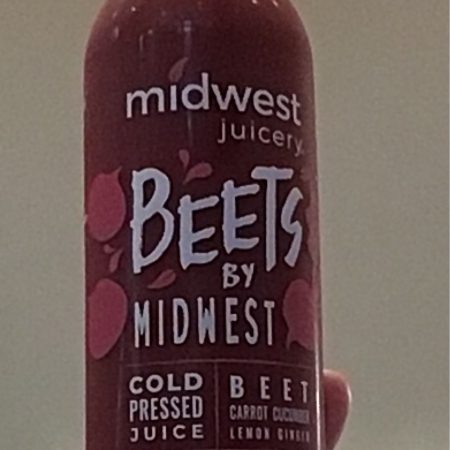 midwest
juicery
BEETS
BY
MIDWEST
COLD
PRESSED
JUICE
BEET
CARROT CUCUMBER
LEMON GINGER